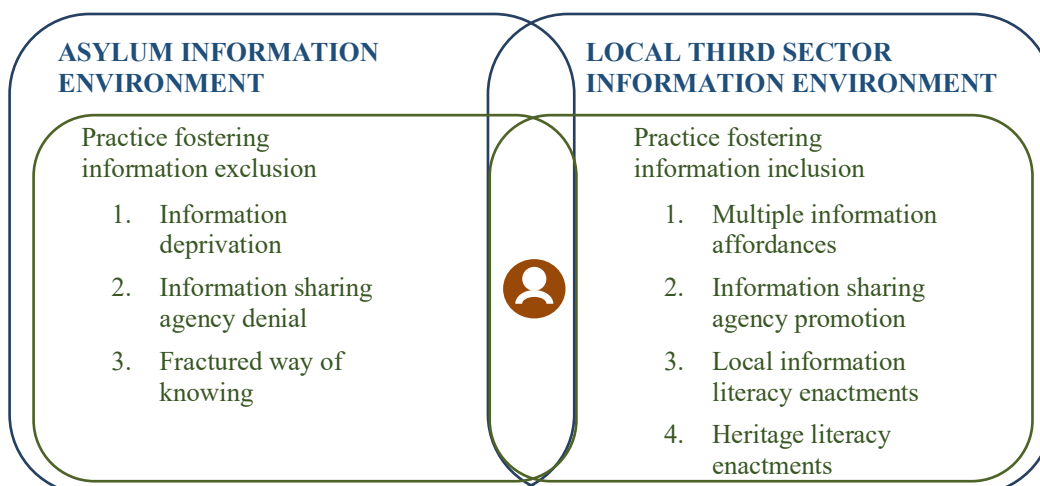 ASYLUM INFORMATION
ENVIRONMENT
Practice fostering
information exclusion
1. Information
deprivation
2. Information sharing
agency denial
3. Fractured way of
knowing
LOCAL THIRD SECTOR
INFORMATION ENVIRONMENT
Practice fostering
information inclusion
1. Multiple information
affordances
2. Information sharing
agency promotion
3. Local information
literacy enactments
4. Heritage literacy
enactments